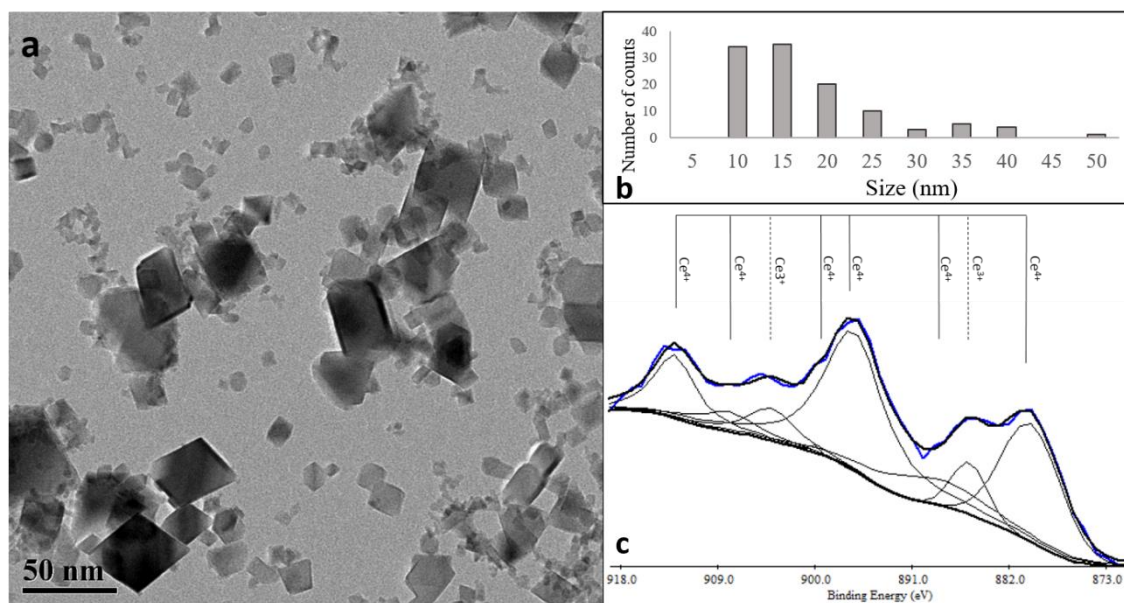 a
50 nm
Number of counts
40
30
20
10
0
5 10 15 20 25 30 35 40 45 50
Size (nm)
b
Ce4+
Ce4+
Ce3+
Ce4+
Ce4+
Ce4+
Ce3+
Ce4+
c
918.0 909.0 900.0 891.0 882.0 873.0
Binding Energy (eV)